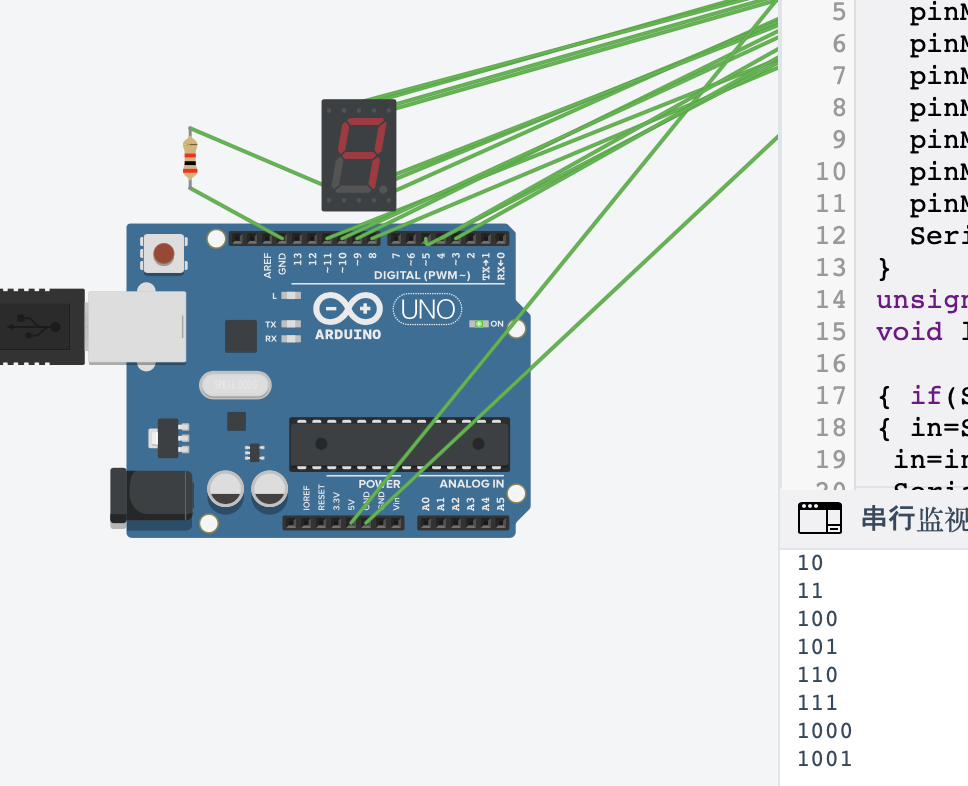 5 pinM
6 pinM
7 pinM
8 pinM
9 pinM
10 pinM
11 pinM
12 Seri
13 }
14 unsign
15 void l
16
17 { if(S
18 { in=S
19 in=in
20 Seria
AREF
GND
13
12
~11
~10
~9
8
7
~6
~5
4
~3
2
TX→1
RX←0
DIGITAL (PWM~)
L
TX
RX
ARDUINO
UNO
ON
POWER
ANALOG IN
IOREF
RESET
3.3V
5V
GND
GND
Vin
A0
A1
A2
A3
A4
A5
串行监视
10
11
100
101
110
111
1000
1001